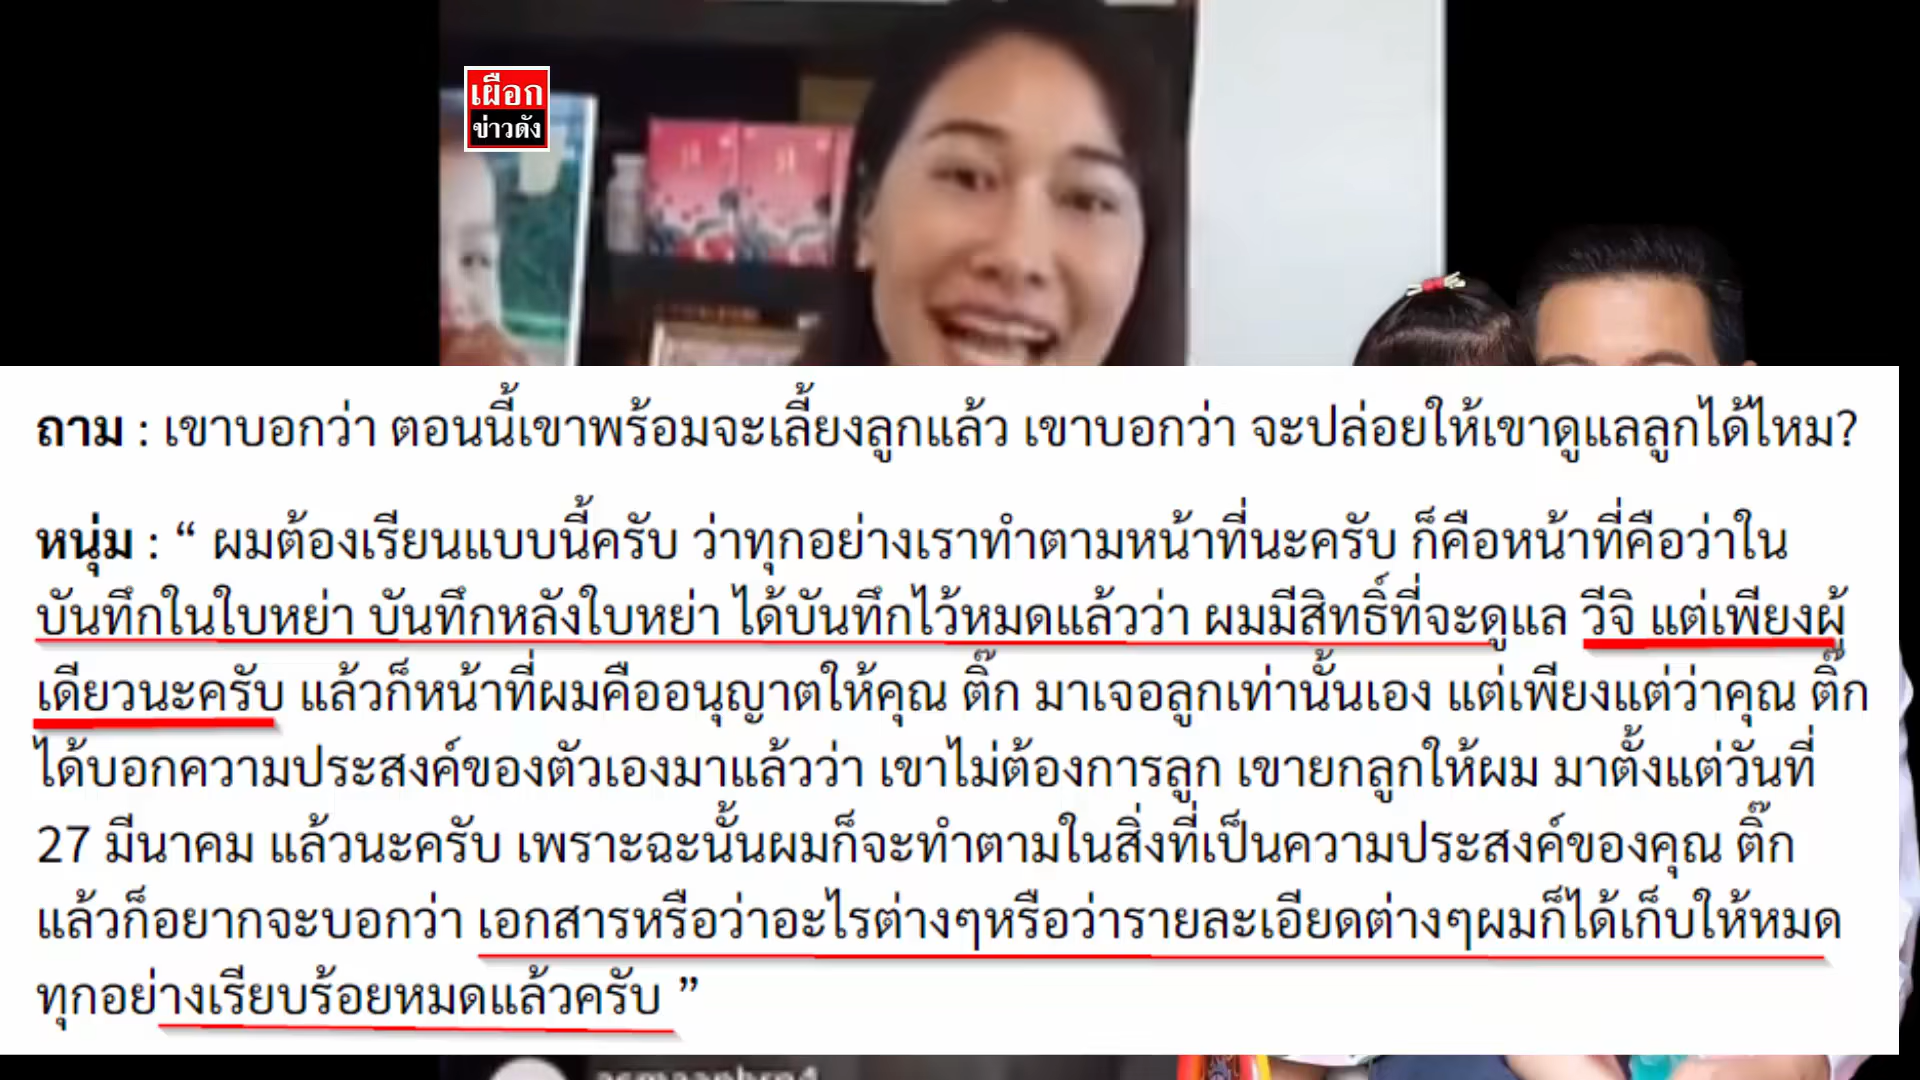 เผือก
ข่าวดัง
ถาม : เขาบอกว่า ตอนนี้เขาพร้อมจะเลี้ยงลูกแล้ว เขาบอกว่า จะปล่อยให้เขาดูแลลูกได้ไหม?
หนุ่ม : “ ผมต้องเรียนแบบนี้ครับ ว่าทุกอย่างเราทำตามหน้าที่นะครับ ก็คือหน้าที่คือว่าใน
บันทึกในใบหย่า บันทึกหลังใบหย่า ได้บันทึกไว้หมดแล้วว่า ผมมีสิทธิ์ที่จะดูแล วีจิ แต่เพียงผู้
เดียวนะครับ แล้วก็หน้าที่ผมคืออนุญาตให้คุณ ติ๊ก มาเจอลูกเท่านั้นเอง แต่เพียงแต่ว่าคุณ ติ๊ก
ได้บอกความประสงค์ของตัวเองมาแล้วว่า เขาไม่ต้องการลูก เขายกลูกให้ผม มาตั้งแต่วันที่
27 มีนาคม แล้วนะครับ เพราะฉะนั้นผมก็จะทำตามในสิ่งที่เป็นความประสงค์ของคุณ ติ๊ก
แล้วก็อยากจะบอกว่า เอกสารหรือว่าอะไรต่างๆหรือว่ารายละเอียดต่างๆผมก็ได้เก็บให้หมด
ทุกอย่างเรียบร้อยหมดแล้วครับ ”